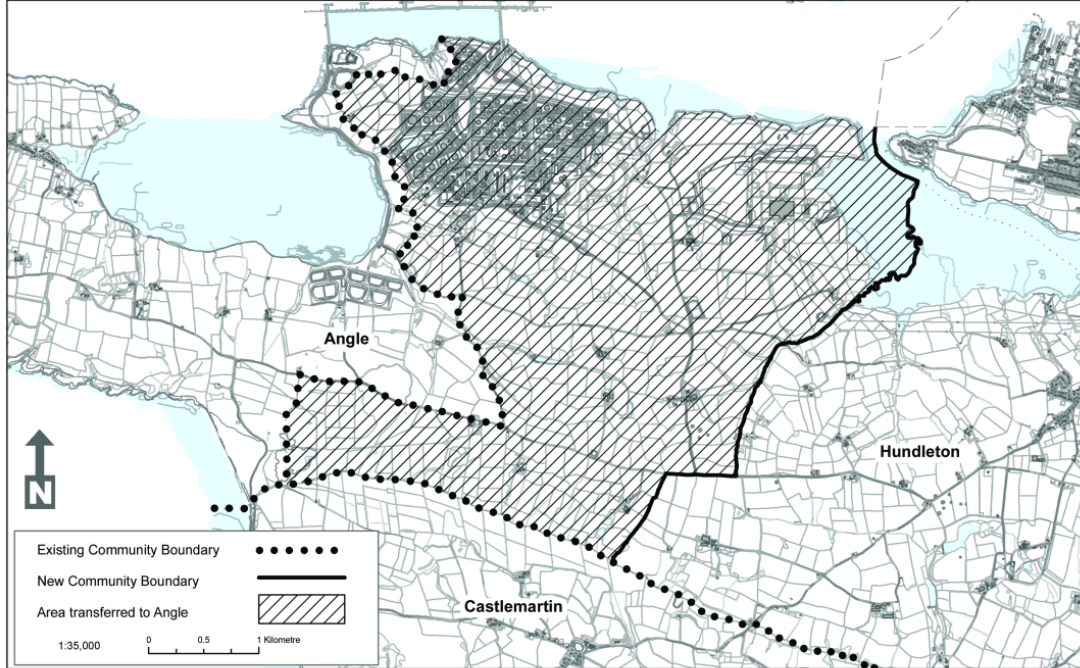 Angle
Hundleton
Castlemartin
N
Existing Community Boundary
New Community Boundary
Area transferred to Angle
1:35,000
0 0.5 1 Kilometre